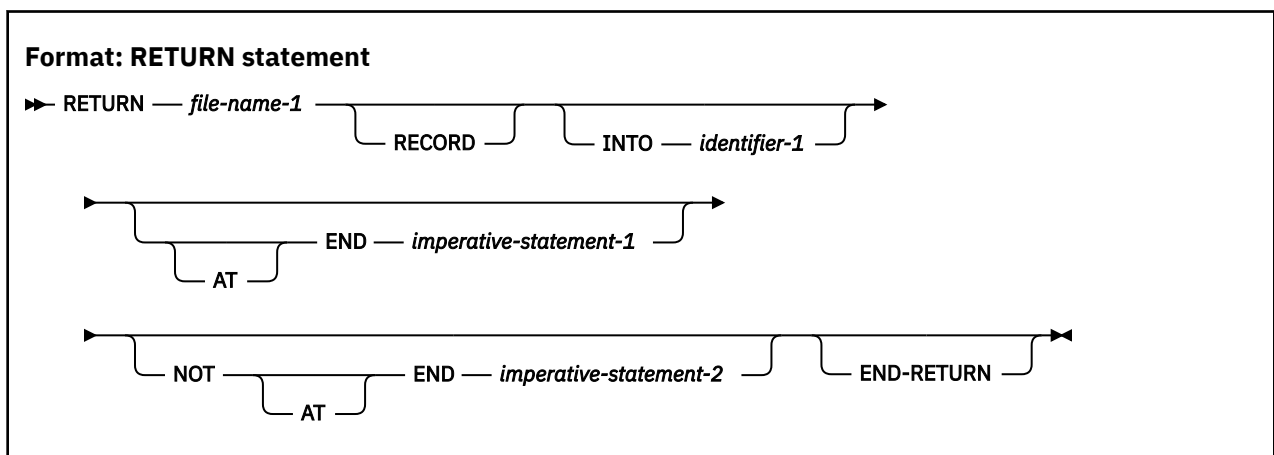 Format: RETURN statement
RETURN file-name-1
RECORD INTO identifier-1
END imperative-statement-1
AT
NOT END imperative-statement-2 END-RETURN
AT